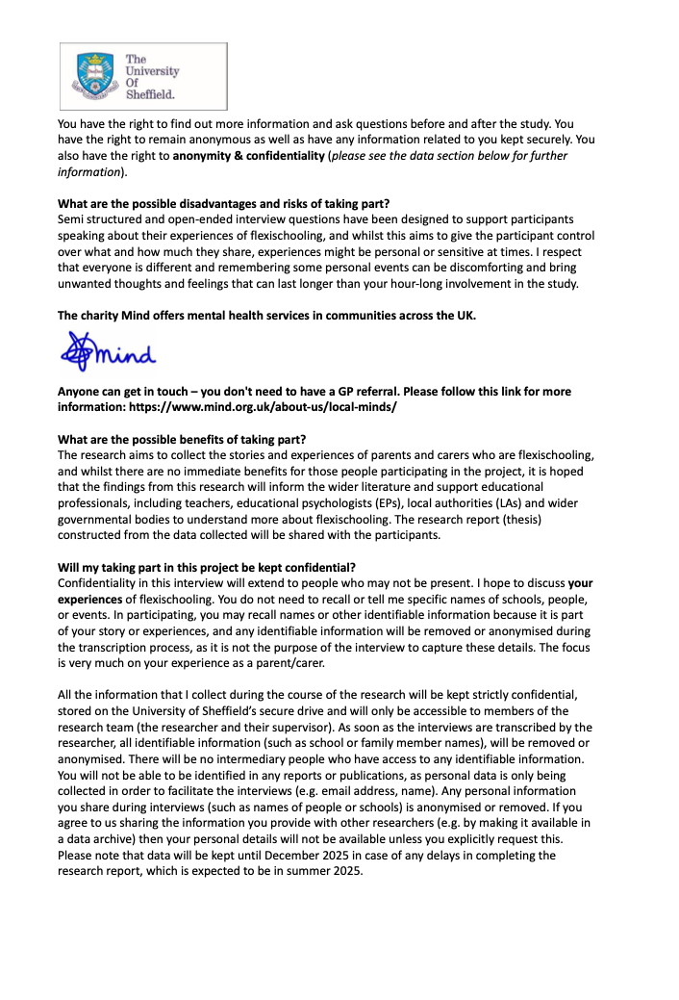 The
University
Of
Sheffield.
You have the right to find out more information and ask questions before and after the study. You
have the right to remain anonymous as well as have any information related to you kept securely. You
also have the right to anonymity & confidentiality (please see the data section below for further
information).
What are the possible disadvantages and risks of taking part?
Semi structured and open-ended interview questions have been designed to support participants
speaking about their experiences of flexischooling, and whilst this aims to give the participant control
over what and how much they share, experiences might be personal or sensitive at times. I respect
that everyone is different and remembering some personal events can be discomforting and bring
unwanted thoughts and feelings that can last longer than your hour-long involvement in the study.
The charity Mind offers mental health services in communities across the UK.
mind
Anyone can get in touch – you don't need to have a GP referral. Please follow this link for more
information: https://www.mind.org.uk/about-us/local-minds/
What are the possible benefits of taking part?
The research aims to collect the stories and experiences of parents and carers who are flexischooling,
and whilst there are no immediate benefits for those people participating in the project, it is hoped
that the findings from this research will inform the wider literature and support educational
professionals, including teachers, educational psychologists (EPs), local authorities (LAs) and wider
governmental bodies to understand more about flexischooling. The research report (thesis)
constructed from the data collected will be shared with the participants.
Will my taking part in this project be kept confidential?
Confidentiality in this interview will extend to people who may not be present. I hope to discuss your
experiences of flexischooling. You do not need to recall or tell me specific names of schools, people,
or events. In participating, you may recall names or other identifiable information because it is part
of your story or experiences, and any identifiable information will be removed or anonymised during
the transcription process, as it is not the purpose of the interview to capture these details. The focus
is very much on your experience as a parent/carer.
All the information that I collect during the course of the research will be kept strictly confidential,
stored on the University of Sheffield's secure drive and will only be accessible to members of the
research team (the researcher and their supervisor). As soon as the interviews are transcribed by the
researcher, all identifiable information (such as school or family member names), will be removed or
anonymised. There will be no intermediary people who have access to any identifiable information.
You will not be able to be identified in any reports or publications, as personal data is only being
collected in order to facilitate the interviews (e.g. email address, name). Any personal information
you share during interviews (such as names of people or schools) is anonymised or removed. If you
agree to us sharing the information you provide with other researchers (e.g. by making it available in
a data archive) then your personal details will not be available unless you explicitly request this.
Please note that data will be kept until December 2025 in case of any delays in completing the
research report, which is expected to be in summer 2025.